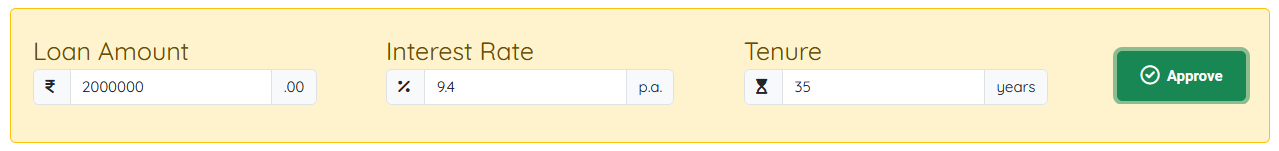 Loan Amount
Interest Rate
Tenure
₹ 2000000 .00
% 9.4 p.a.
35 years
Approve